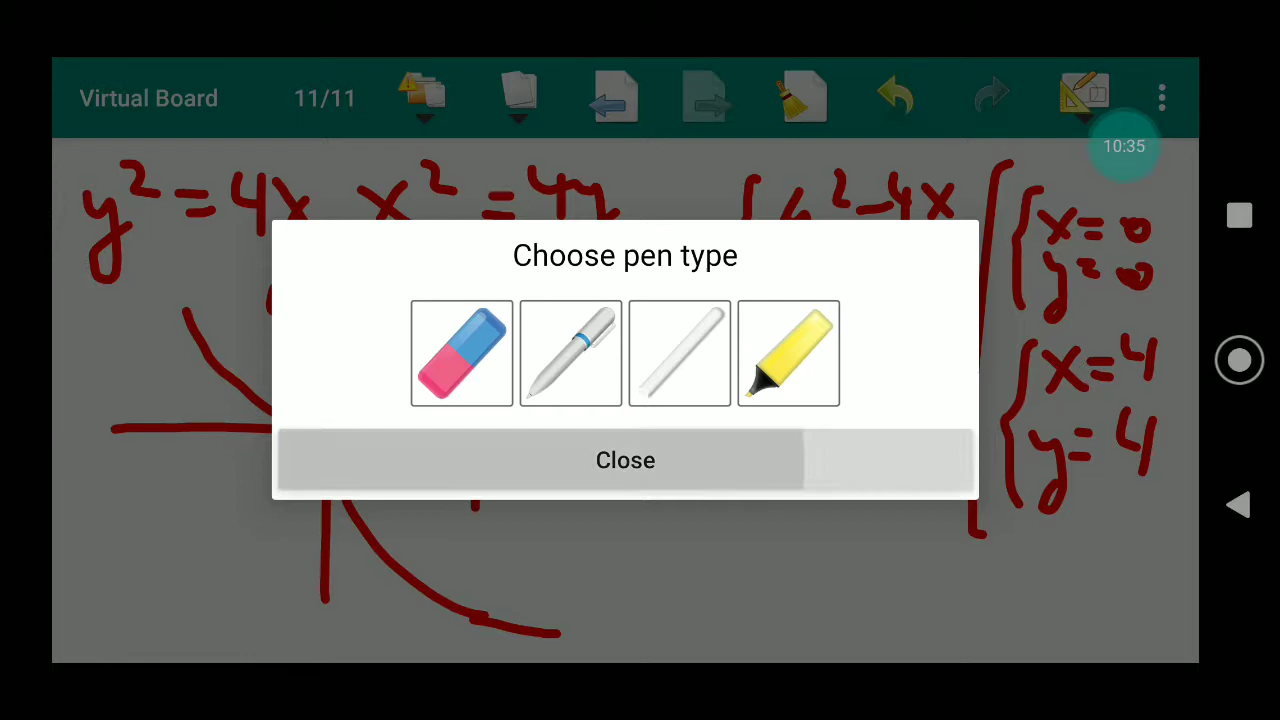 Virtual Board 11/11
10:35
y² = 4x x² = 4y
x = 0
y = 0
Choose pen type
x = 4
y = 4
Close